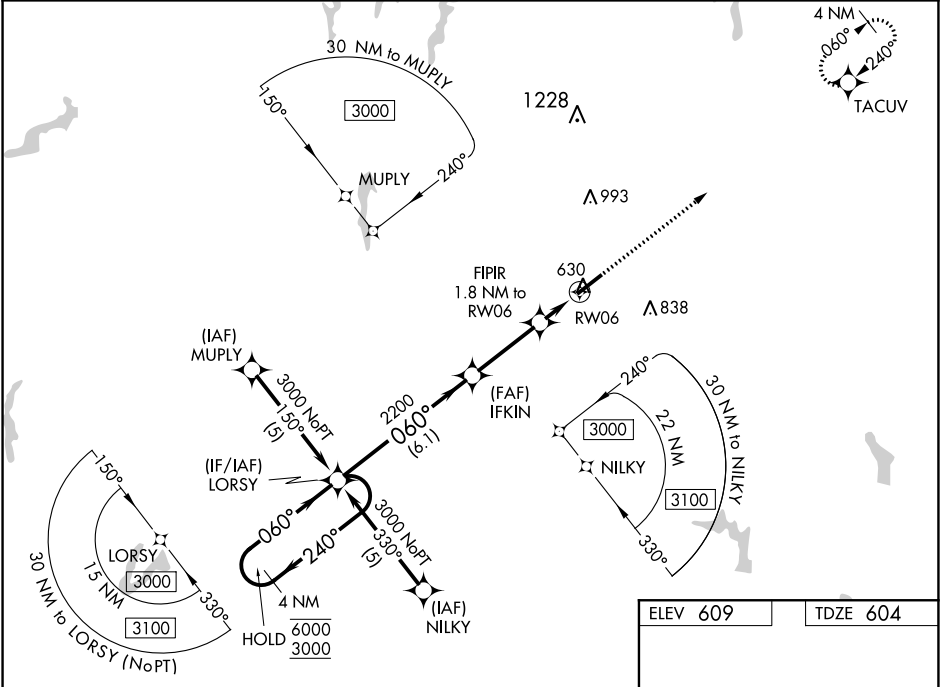 4 NM
060°
240°
TACUV
30 NM to MUPLY
150°
3000
240°
MUPLY
1228
993
FIPIR
1.8 NM to
RW06
630
RW06
838
(IAF)
MUPLY
3000 NoPT
150°
(5)
2200
060°
(6.1)
(FAF)
IFKIN
240°
30 NM to NILKY
22 NM
3000
NILKY
3100
330°
(IF/IAF)
LORSY
060°
240°
3000 NoPT
330°
(5)
(IAF)
NILKY
4 NM
HOLD 6000
3000
150°
LORSY
3000
15 NM
330°
3100
30 NM to LORSY (NoPT)
ELEV 609
TDZE 604